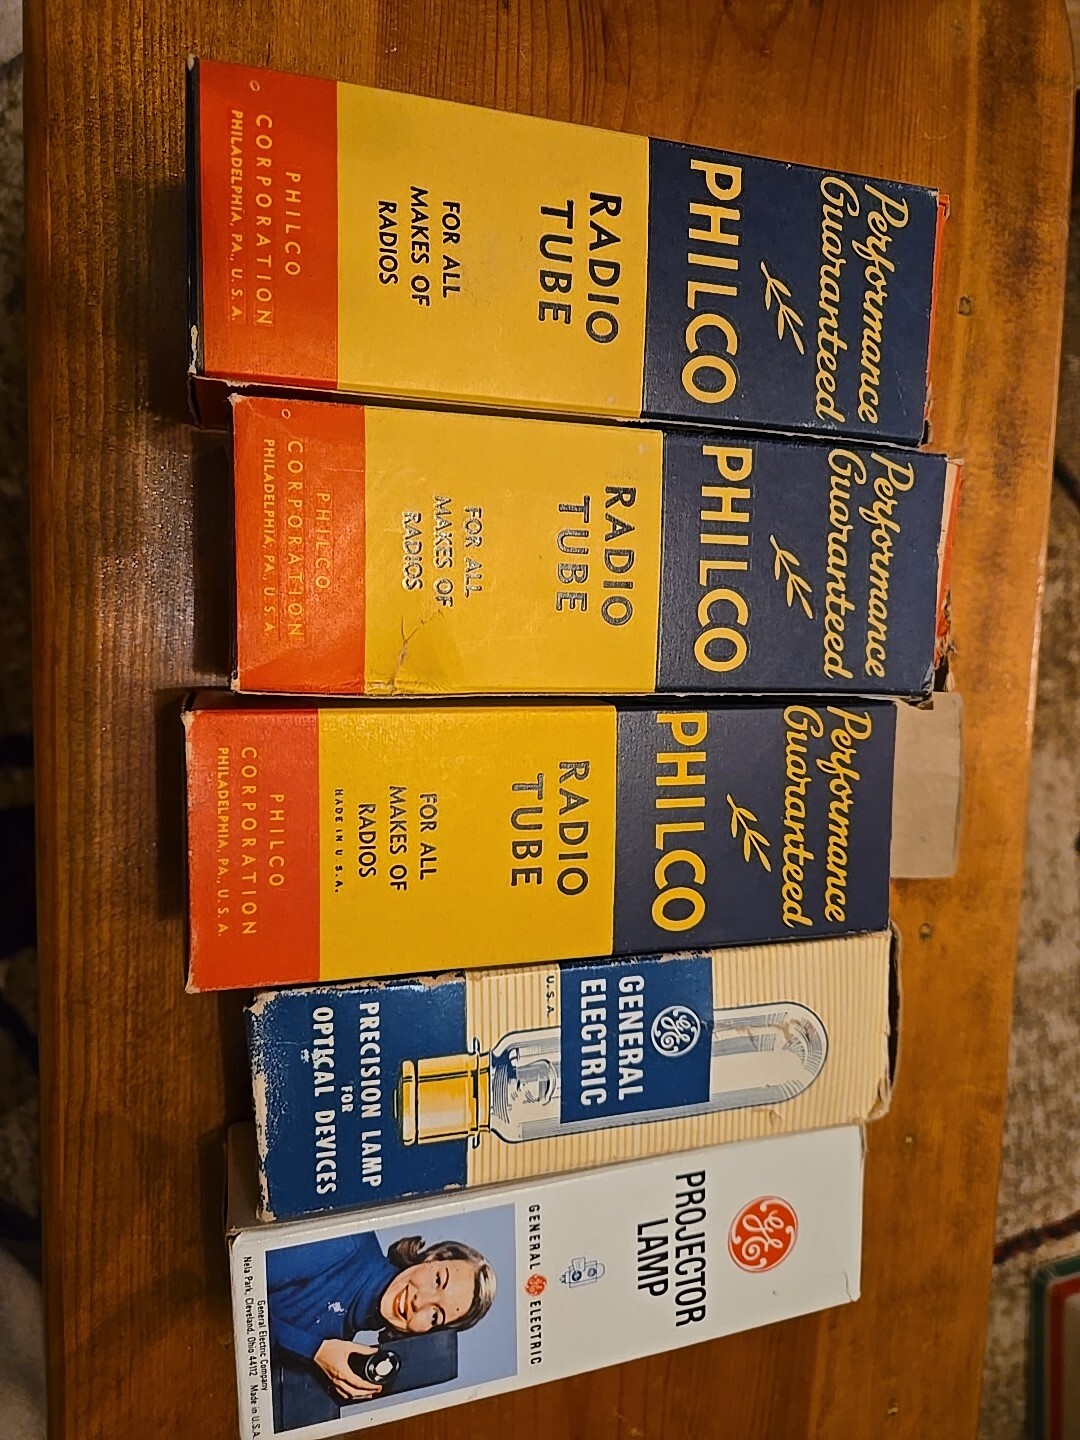 Performance
Guaranteed
PHILCO
RADIO
TUBE
FOR ALL
MAKES OF
RADIOS
PHILCO
CORPORATION
PHILADELPHIA, PA., U. S. A.
Performance
Guaranteed
PHILCO
RADIO
TUBE
FOR ALL
MAKES OF
RADIOS
PHILCO
CORPORATION
PHILADELPHIA, PA., U. S. A.
Performance
Guaranteed
PHILCO
RADIO
TUBE
FOR ALL
MAKES OF
RADIOS
MADE IN U. S. A.
PHILCO
CORPORATION
PHILADELPHIA, PA., U. S. A.
GE
GENERAL
ELECTRIC
U.S.A.
PRECISION LAMP
FOR
OPTICAL DEVICES
GE
PROJECTOR
LAMP
GENERAL GE ELECTRIC
General Electric Company
Nela Park, Cleveland, Ohio 44112 Made in U.S.A.